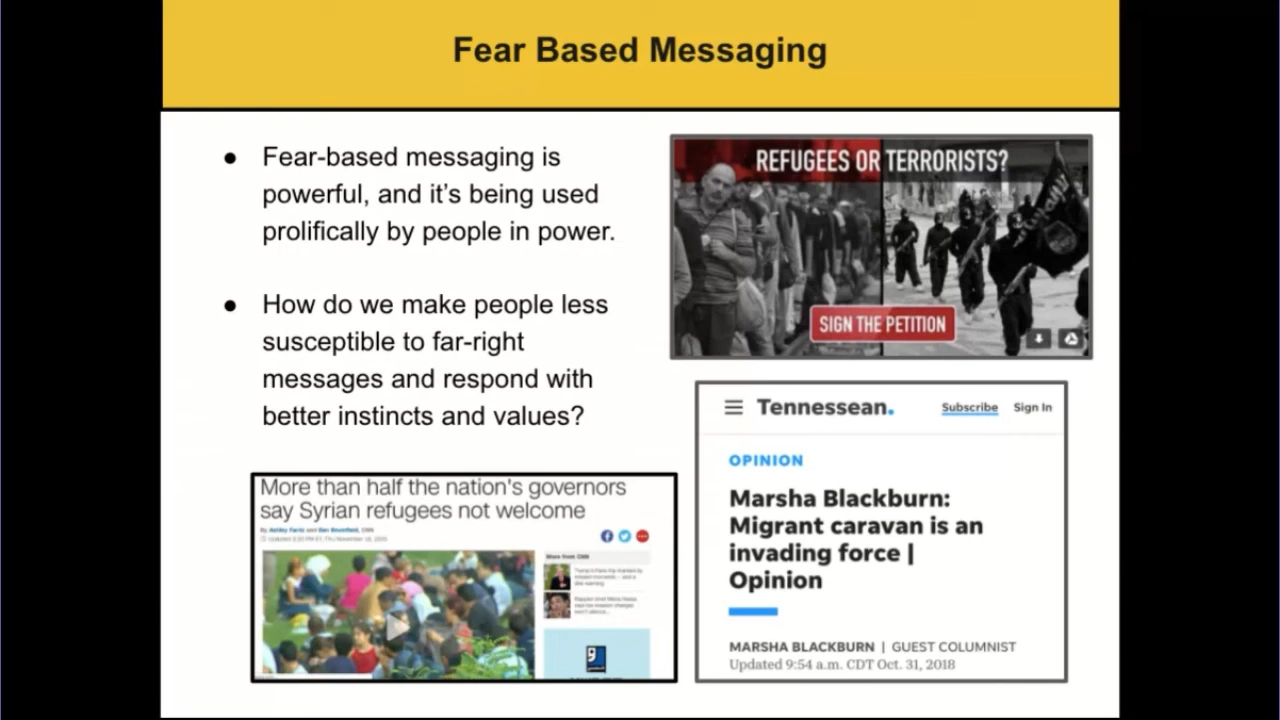 Fear Based Messaging
● Fear-based messaging is
powerful, and it’s being used
prolifically by people in power.
● How do we make people less
susceptible to far-right
messages and respond with
better instincts and values?
REFUGEES OR TERRORISTS?
SIGN THE PETITION
Tennessean.
Subscribe
Sign In
OPINION
Marsha Blackburn:
Migrant caravan is an
invading force |
Opinion
MARSHA BLACKBURN | GUEST COLUMNIST
Updated 9:54 a.m. CDT Oct. 31, 2018
More than half the nation's governors
say Syrian refugees not welcome
More from CNN